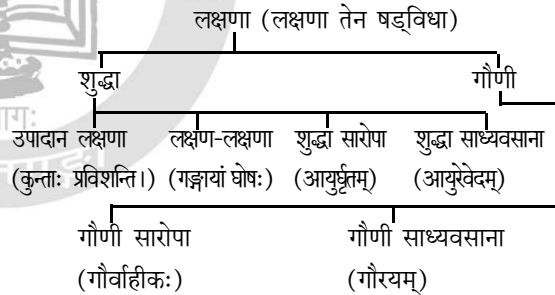 लक्षणा (लक्षणा तेन षड्विधा)
शुद्धा गौणी
उपादान लक्षणा लक्षण-लक्षणा शुद्धा सारोपा शुद्धा साध्यवसाना
(कुन्ताः प्रविशन्ति।) (गङ्गायां घोषः) (आयुर्घृतम्) (आयुरेवेदम्)
गौणी सारोपा गौणी साध्यवसाना
(गौर्वाहीकः) (गौरयम्)